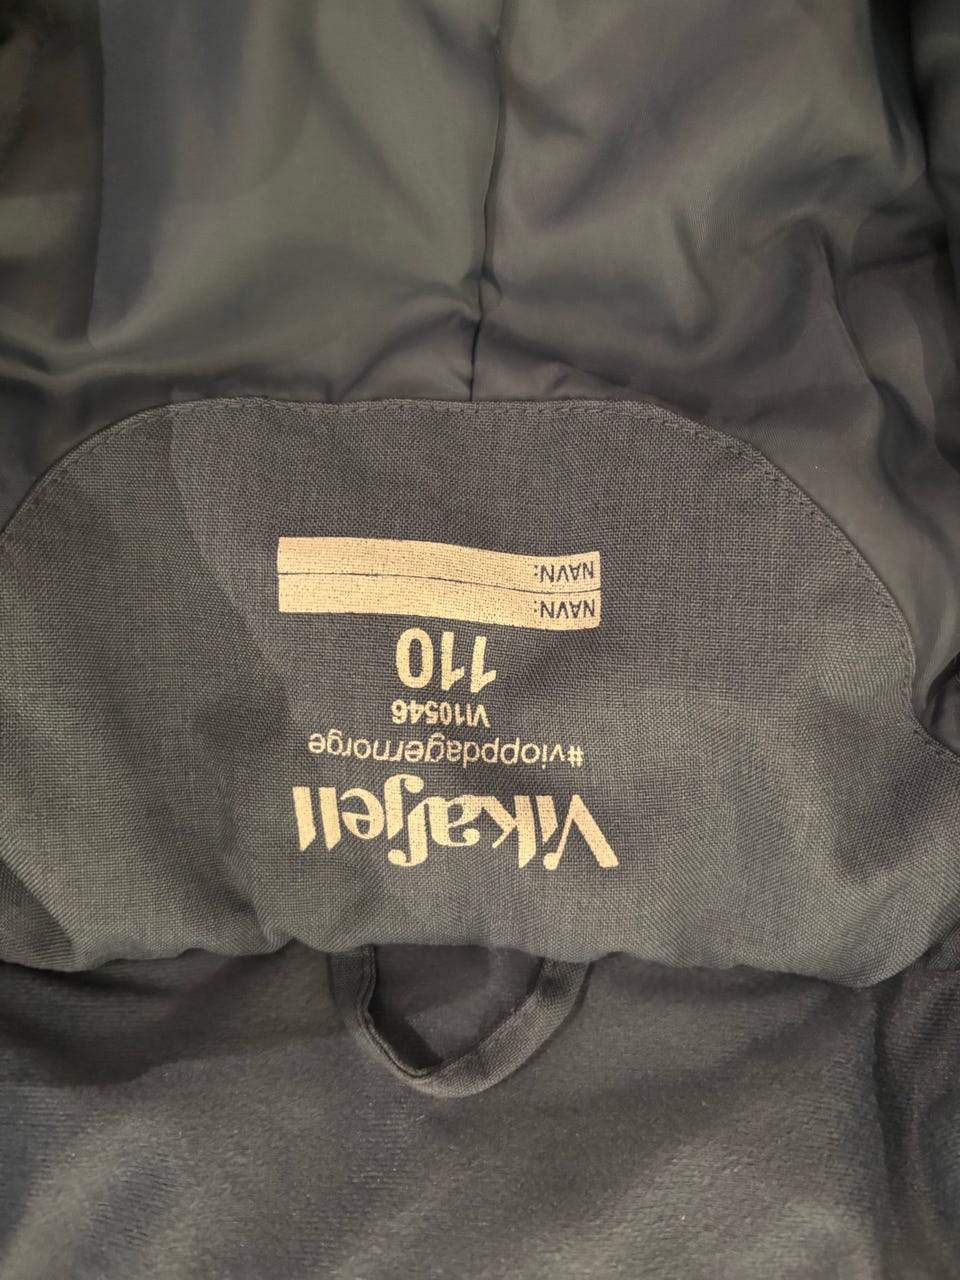 Vikafjell
#vioppdagernorge
VI10546
110
NAVN:
NAVN: